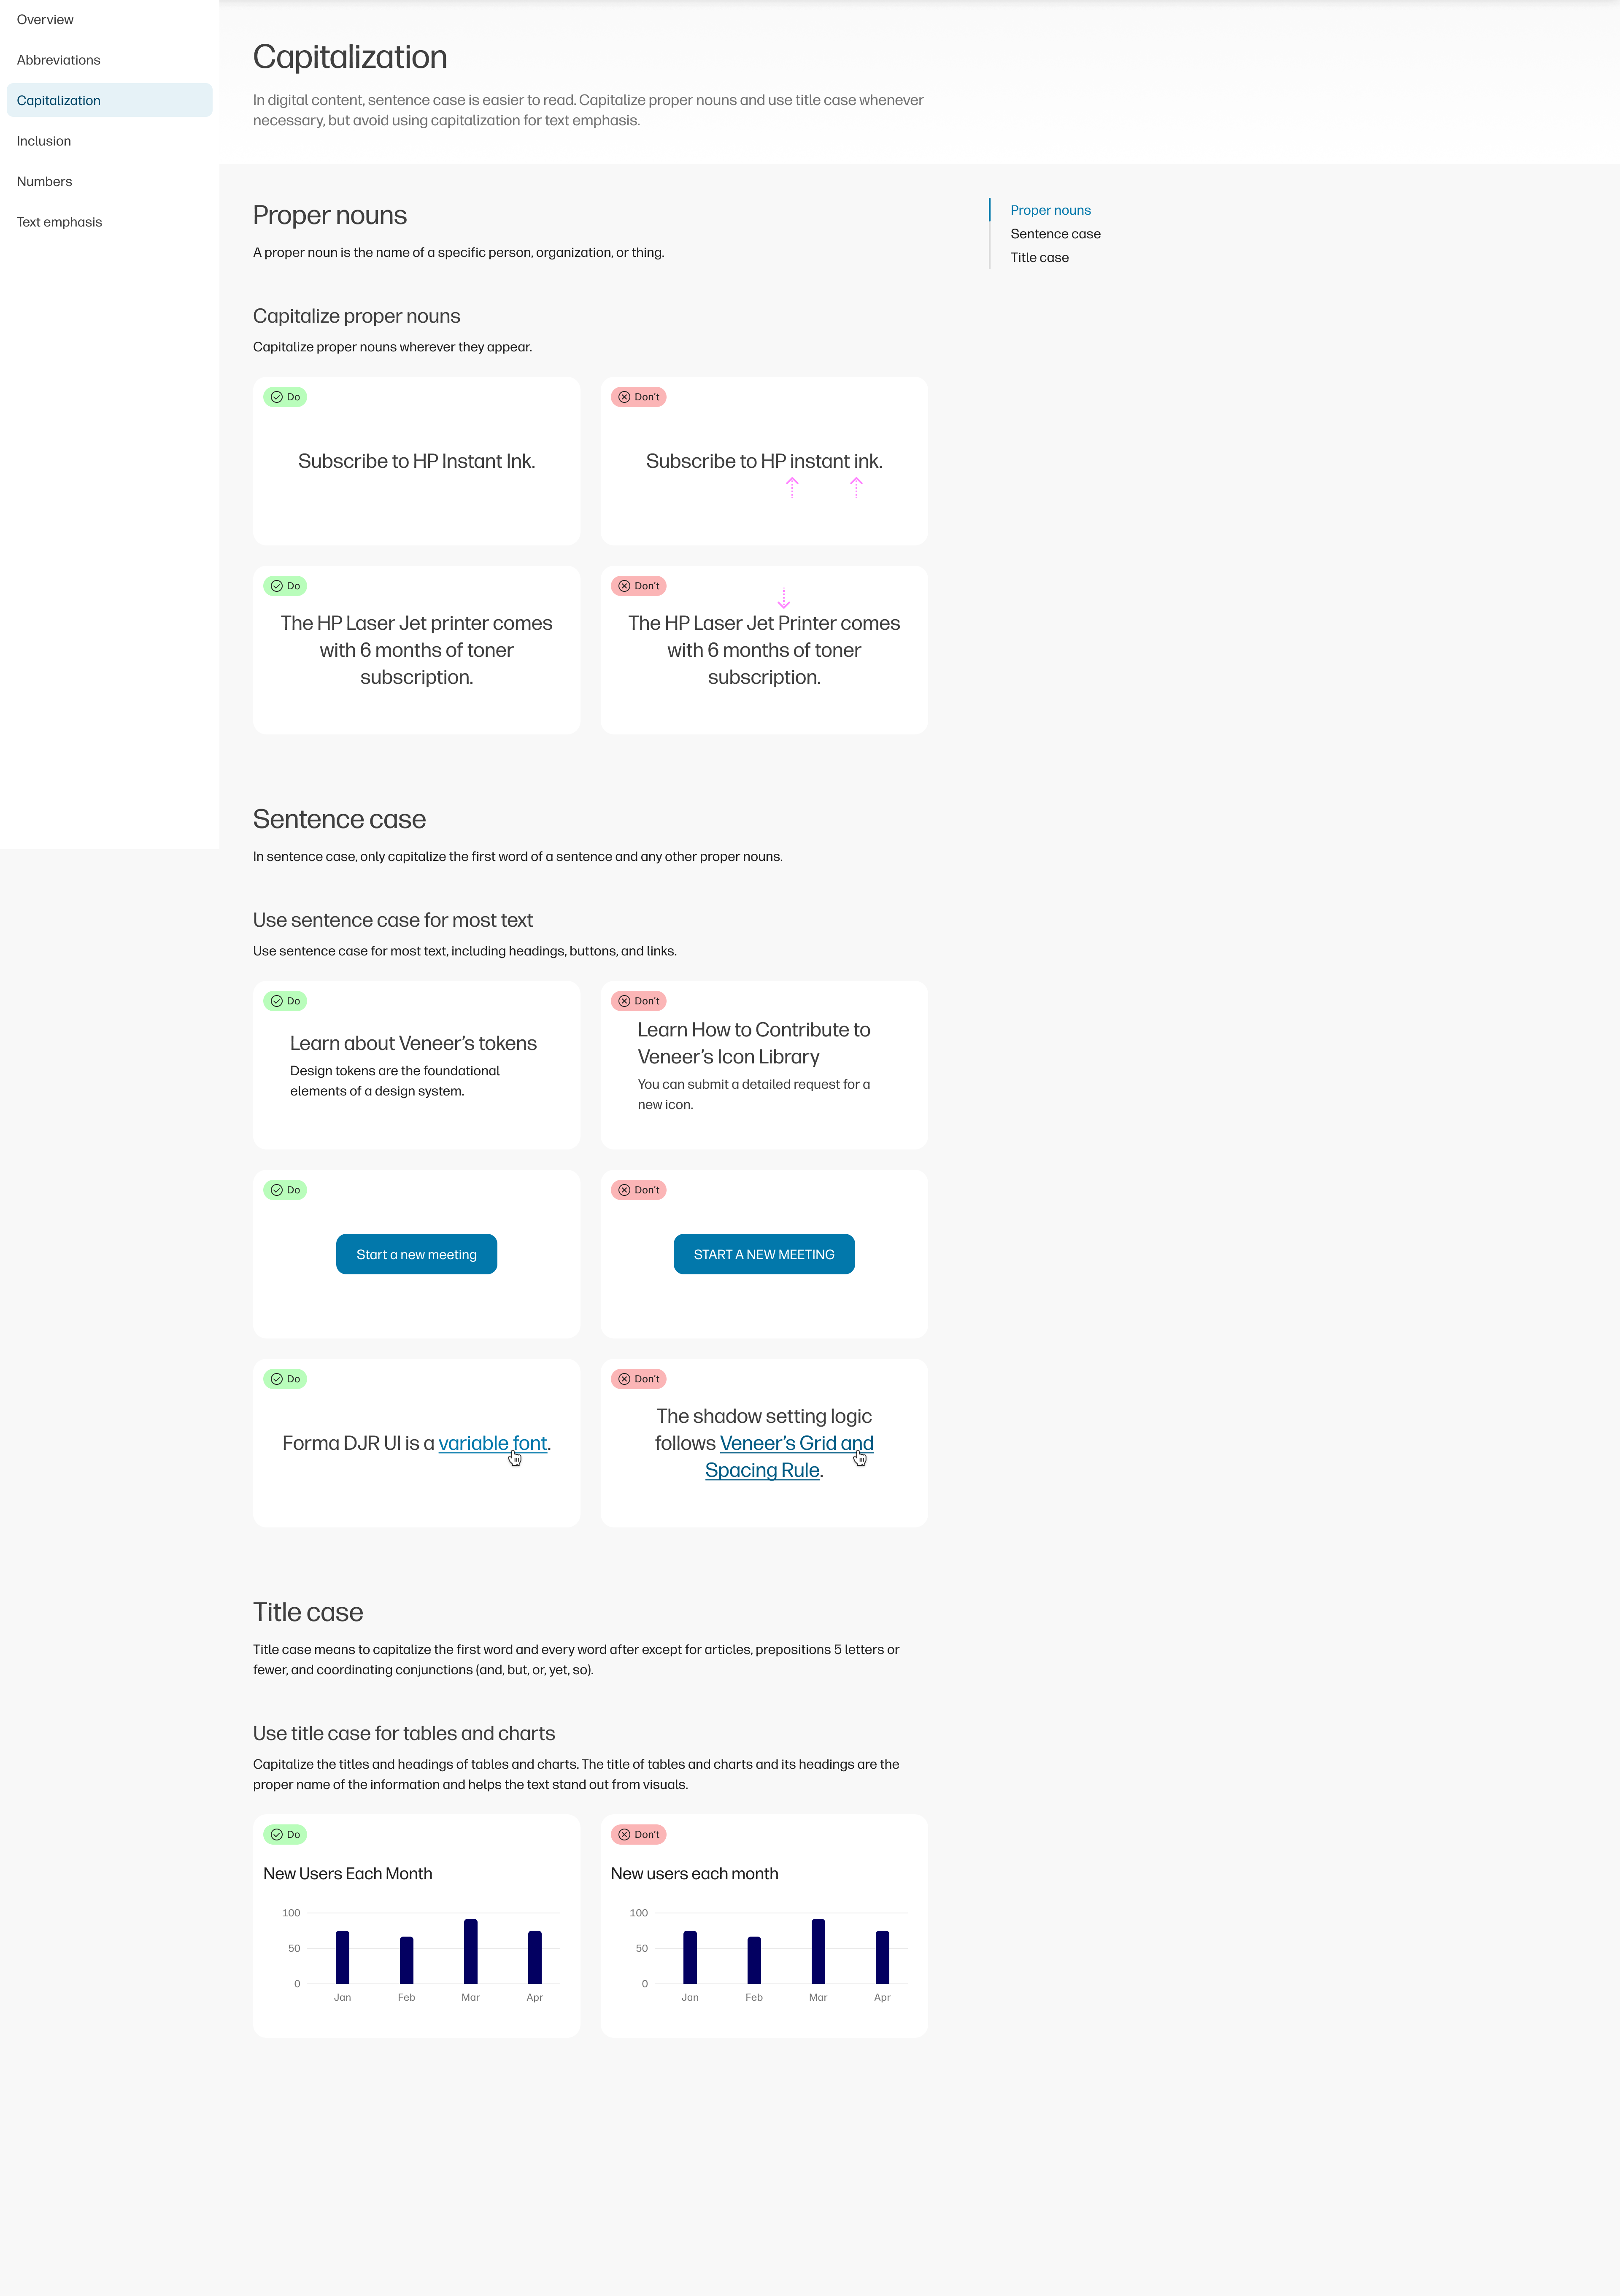 Overview
Abbreviations
Capitalization
Inclusion
Numbers
Text emphasis
Capitalization
In digital content, sentence case is easier to read. Capitalize proper nouns and use title case whenever
necessary, but avoid using capitalization for text emphasis.
Proper nouns
A proper noun is the name of a specific person, organization, or thing.
Proper nouns
Sentence case
Title case
Capitalize proper nouns
Capitalize proper nouns wherever they appear.
Do
Subscribe to HP Instant Ink.
Don't
Subscribe to HP instant ink.
Do
The HP Laser Jet printer comes
with 6 months of toner
subscription.
Don't
The HP Laser Jet Printer comes
with 6 months of toner
subscription.
Sentence case
In sentence case, only capitalize the first word of a sentence and any other proper nouns.
Use sentence case for most text
Use sentence case for most text, including headings, buttons, and links.
Do
Learn about Veneer’s tokens
Design tokens are the foundational
elements of a design system.
Don't
Learn How to Contribute to
Veneer’s Icon Library
You can submit a detailed request for a
new icon.
Do
Start a new meeting
Don't
START A NEW MEETING
Do
Forma DJR UI is a variable font.
Don't
The shadow setting logic
follows Veneer’s Grid and
Spacing Rule.
Title case
Title case means to capitalize the first word and every word after except for articles, prepositions 5 letters or
fewer, and coordinating conjunctions (and, but, or, yet, so).
Use title case for tables and charts
Capitalize the titles and headings of tables and charts. The title of tables and charts and its headings are the
proper name of the information and helps the text stand out from visuals.
Do
New Users Each Month
100
50
0
Jan Feb Mar Apr
Don't
New users each month
100
50
0
Jan Feb Mar Apr